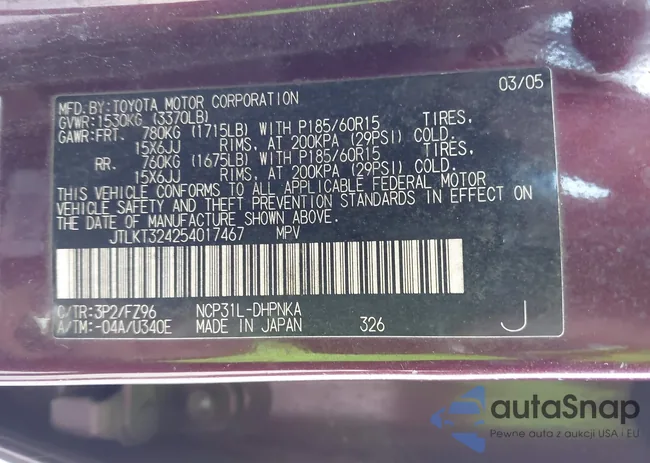 MFD.BY:TOYOTA MOTOR CORPORATION 03/05
GVWR:1530KG (3370LB)
GAWR:FRT. 780KG (1715LB) WITH P185/60R15 TIRES,
15X6JJ RIMS, AT 200KPA (29PSI) COLD.
RR. 760KG (1675LB) WITH P185/60R15 TIRES,
15X6JJ RIMS, AT 200KPA (29PSI) COLD.
THIS VEHICLE CONFORMS TO ALL APPLICABLE FEDERAL MOTOR
VEHICLE SAFETY AND THEFT PREVENTION STANDARDS IN EFFECT ON
THE DATE OF MANUFACTURE SHOWN ABOVE.
JTLKT324254017467 MPV
C/TR:3P2/FZ96 NCP31L-DHPNKA
A/TM:-04A/U340E MADE IN JAPAN 326 J
autaSnap
Pewne auta z aukcji USA i EU